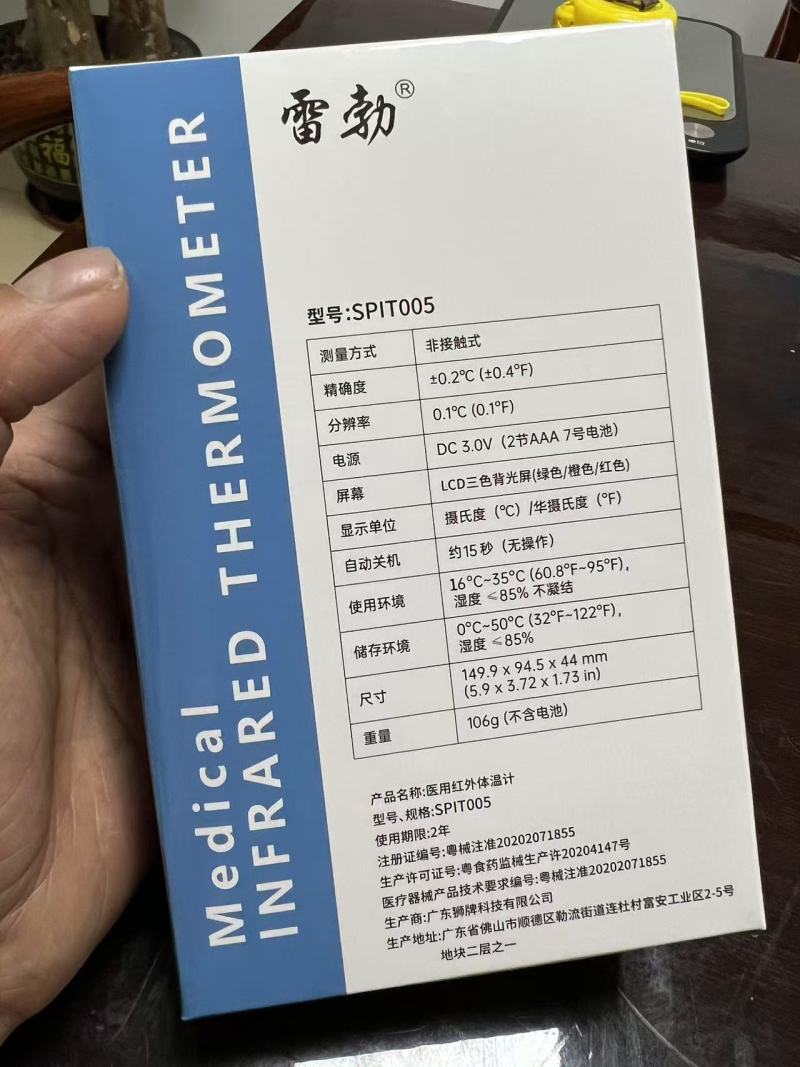 雷勃®
Medical
INFRARED THERMOMETER
型号:SPIT005
测量方式 非接触式
精确度 ±0.2℃ (±0.4℉)
分辨率 0.1℃ (0.1℉)
电源 DC 3.0V（2节AAA 7号电池）
屏幕 LCD三色背光屏(绿色/橙色/红色)
显示单位 摄氏度（℃）/华摄氏度（℉）
自动关机 约15秒（无操作）
使用环境 16℃~35℃ (60.8℉~95℉),
湿度 ≤85% 不凝结
储存环境 0℃~50℃ (32℉~122℉),
湿度 ≤85%
尺寸 149.9 x 94.5 x 44 mm
(5.9 x 3.72 x 1.73 in)
重量 106g (不含电池)
产品名称:医用红外体温计
型号、规格:SPIT005
使用期限:2年
注册证编号:粤械注准20202071855
生产许可证号:粤食药监械生产许20204147号
医疗器械产品技术要求编号:粤械注准20202071855
生产商:广东狮牌科技有限公司
生产地址:广东省佛山市顺德区勒流街道连杜村富安工业区2-5号
地块二层之一
福